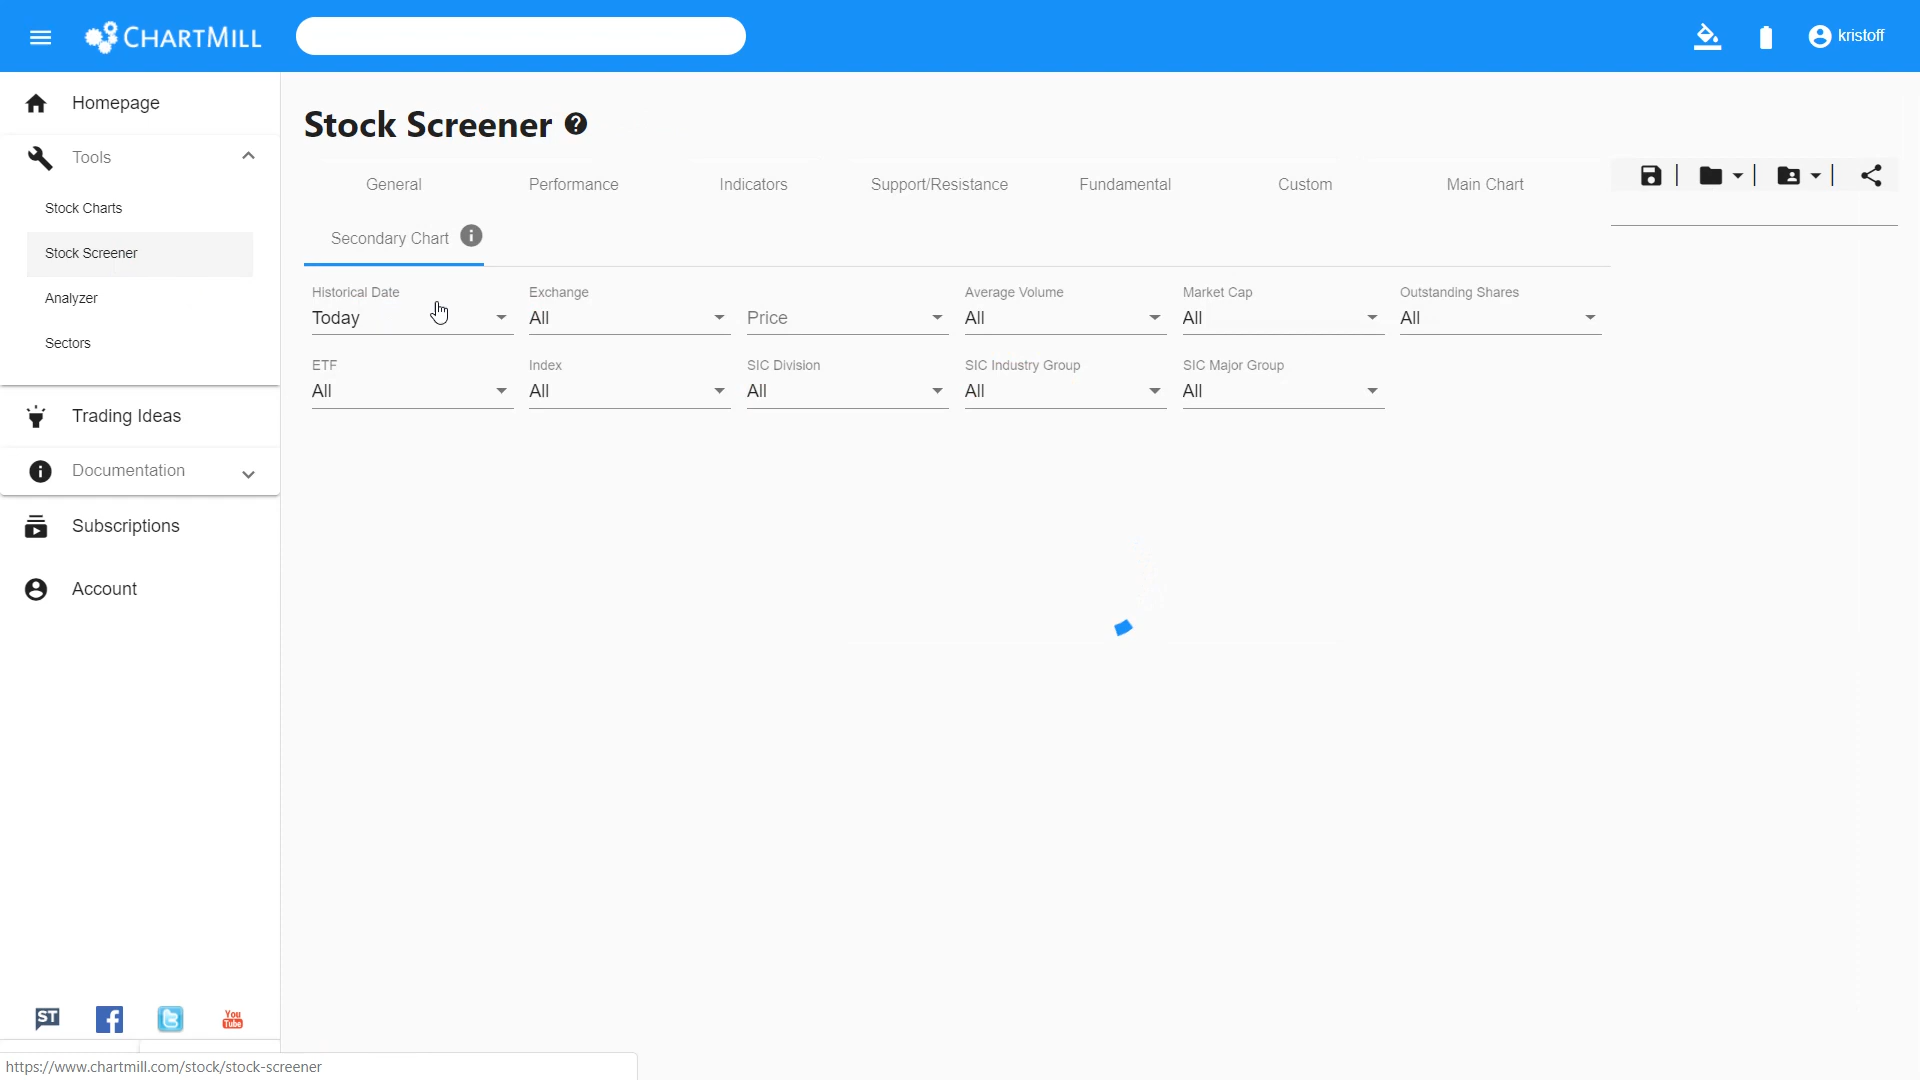 CHARTMILL
kristoff
Homepage
Tools
Stock Charts
Stock Screener
Analyzer
Sectors
Trading Ideas
Documentation
Subscriptions
Account
ST
You
Tube
https://www.chartmill.com/stock/stock-screener
Stock Screener
General Performance Indicators Support/Resistance Fundamental Custom Main Chart
Secondary Chart
Historical Date Exchange Average Volume Market Cap Outstanding Shares
Today All Price All All All
ETF Index SIC Division SIC Industry Group SIC Major Group
All All All All All